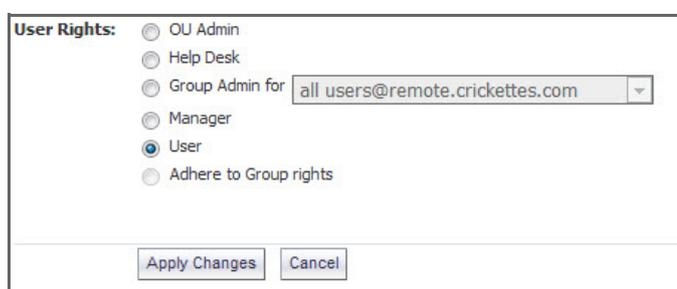 User Rights:
OU Admin
Help Desk
Group Admin for all users@remote.crickettes.com
Manager
User
Adhere to Group rights
Apply Changes Cancel